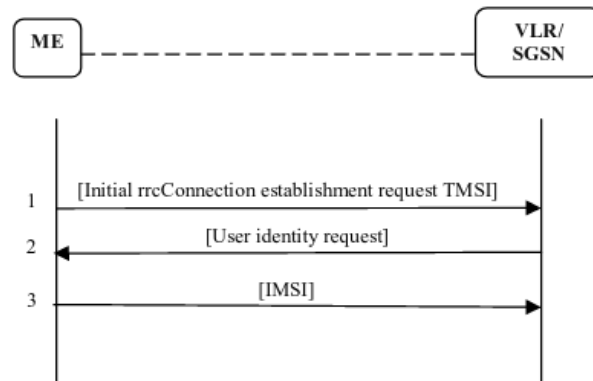 ME
VLR/
SGSN
1 [Initial rrcConnection establishment request TMSI]
2 [User identity request]
3 [IMSI]